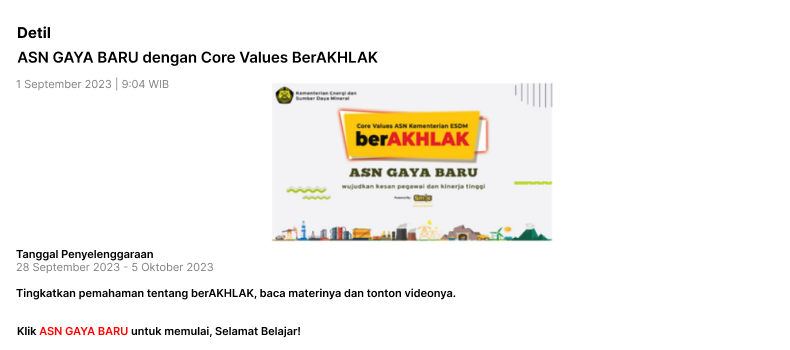 Detil
ASN GAYA BARU dengan Core Values BerAKHLAK
1 September 2023 | 9:04 WIB
Kementerian Energi dan
Sumber Daya Mineral
Core Values ASN Kementerian ESDM
berAKHLAK
ASN GAYA BARU
wujudkan kesan pegawai dan kinerja tinggi
Powered By
Tanggal Penyelenggaraan
28 September 2023 - 5 Oktober 2023
Tingkatkan pemahaman tentang berAKHLAK, baca materinya dan tonton videonya.
Klik ASN GAYA BARU untuk memulai, Selamat Belajar!